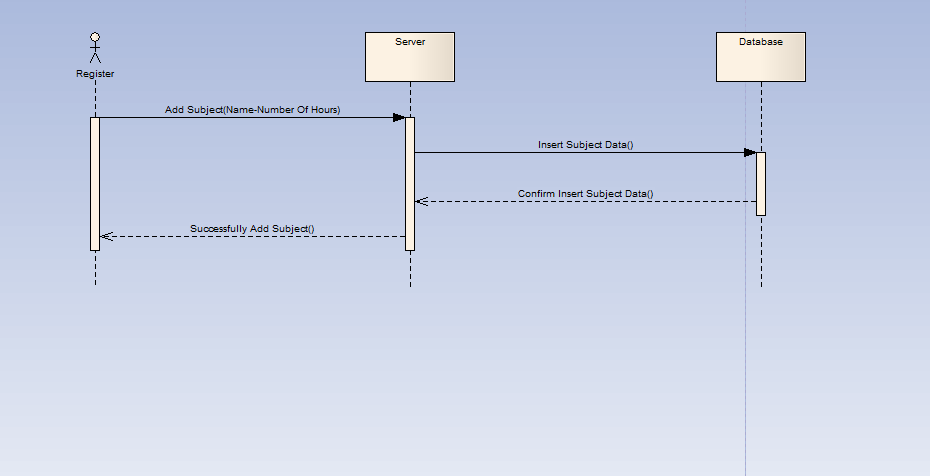 Server
Database
Register
Add Subject(Name-Number Of Hours)
Insert Subject Data()
Confirm Insert Subject Data()
Successfully Add Subject()